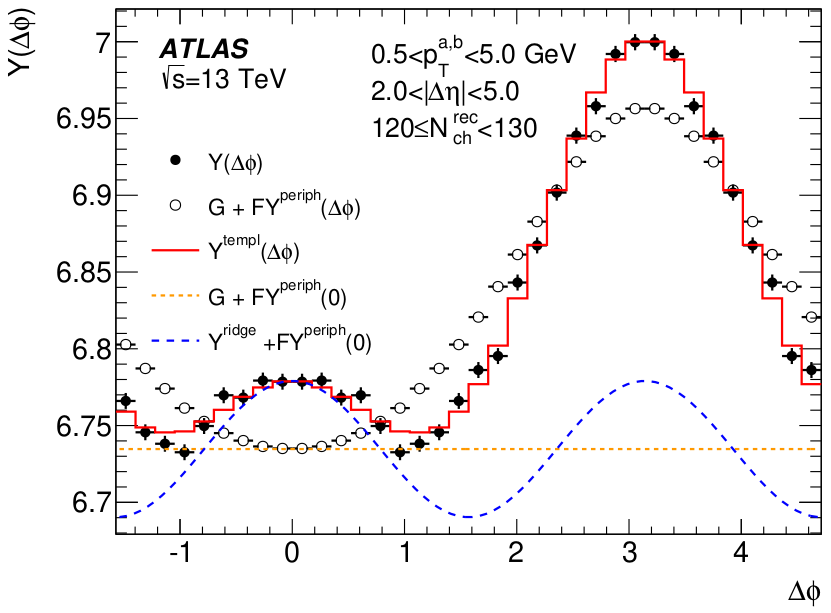 Y(Δϕ)
ATLAS
√s=13 TeV
0.5<p_T^{a,b}<5.0 GeV
2.0<|Δη|<5.0
120≤N_{ch}^{rec}<130
Y(Δϕ)
G + FY^{periph}(Δϕ)
Y^{templ}(Δϕ)
G + FY^{periph}(0)
Y^{ridge} +FY^{periph}(0)
7
6.95
6.9
6.85
6.8
6.75
6.7
-1 0 1 2 3 4
Δϕ